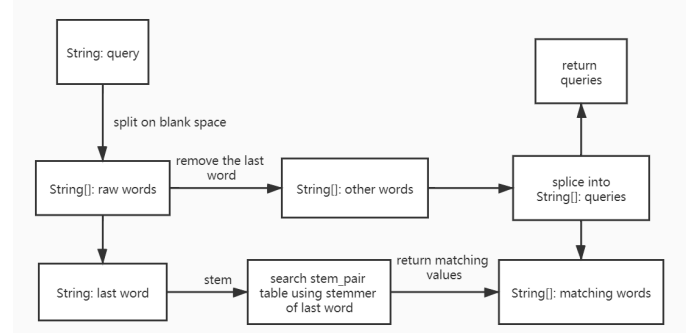 String: query
return
queries
split on blank space
remove the last
word
String[]: raw words
String[]: other words
splice into
String[]: queries
String: last word
stem
search stem_pair
table using stemmer
of last word
return matching
values
String[]: matching words